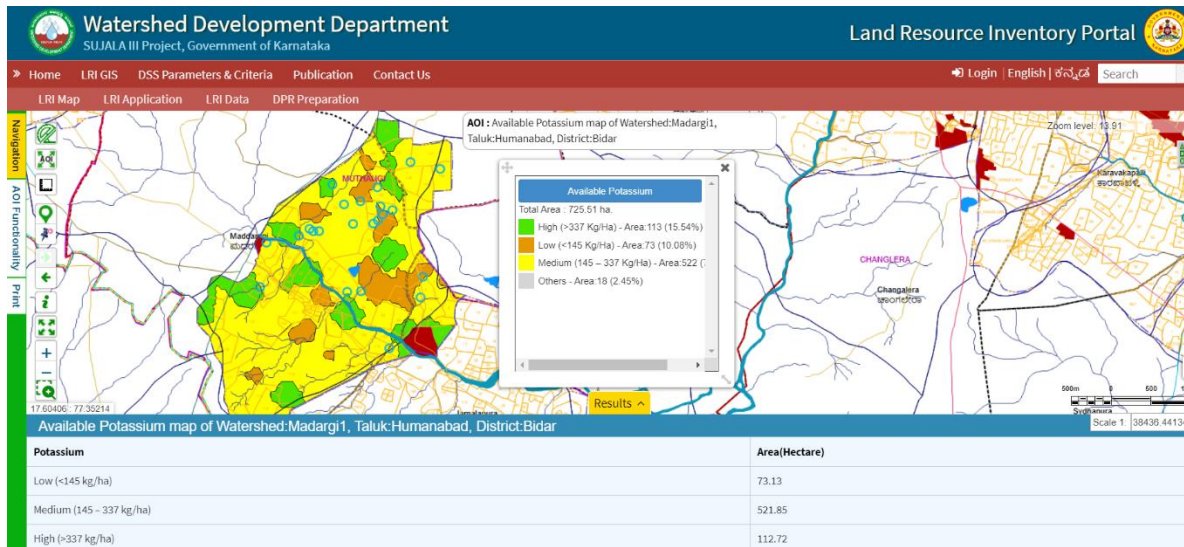 Watershed Development Department
SUJALA III Project, Government of Karnataka
Land Resource Inventory Portal
» Home LRI GIS DSS Parameters & Criteria Publication Contact Us
Login | English | ಕನ್ನಡ Search
LRI Map LRI Application LRI Data DPR Preparation
Navigation
AOI Functionality
Print
AOI
AOI : Available Potassium map of Watershed:Madargi1,
Taluk:Humanabad, District:Bidar
Zoom level: 13.91
MUTHANGI
Karavakapalli
CHANGLERA
Changalera
ಚಾಂಗಲೇರಾ
Available Potassium
Total Area : 725.51 ha.
High (>337 Kg/Ha) - Area:113 (15.54%)
Low (<145 Kg/Ha) - Area:73 (10.08%)
Medium (145 – 337 Kg/Ha) - Area:522 (7
Others - Area:18 (2.45%)
500m 0 500
17.60406 : 77.35214
Results
Scale 1: 38436.4413
Available Potassium map of Watershed:Madargi1, Taluk:Humanabad, District:Bidar
Potassium Area(Hectare)
Low (<145 kg/ha) 73.13
Medium (145 – 337 kg/ha) 521.85
High (>337 kg/ha) 112.72